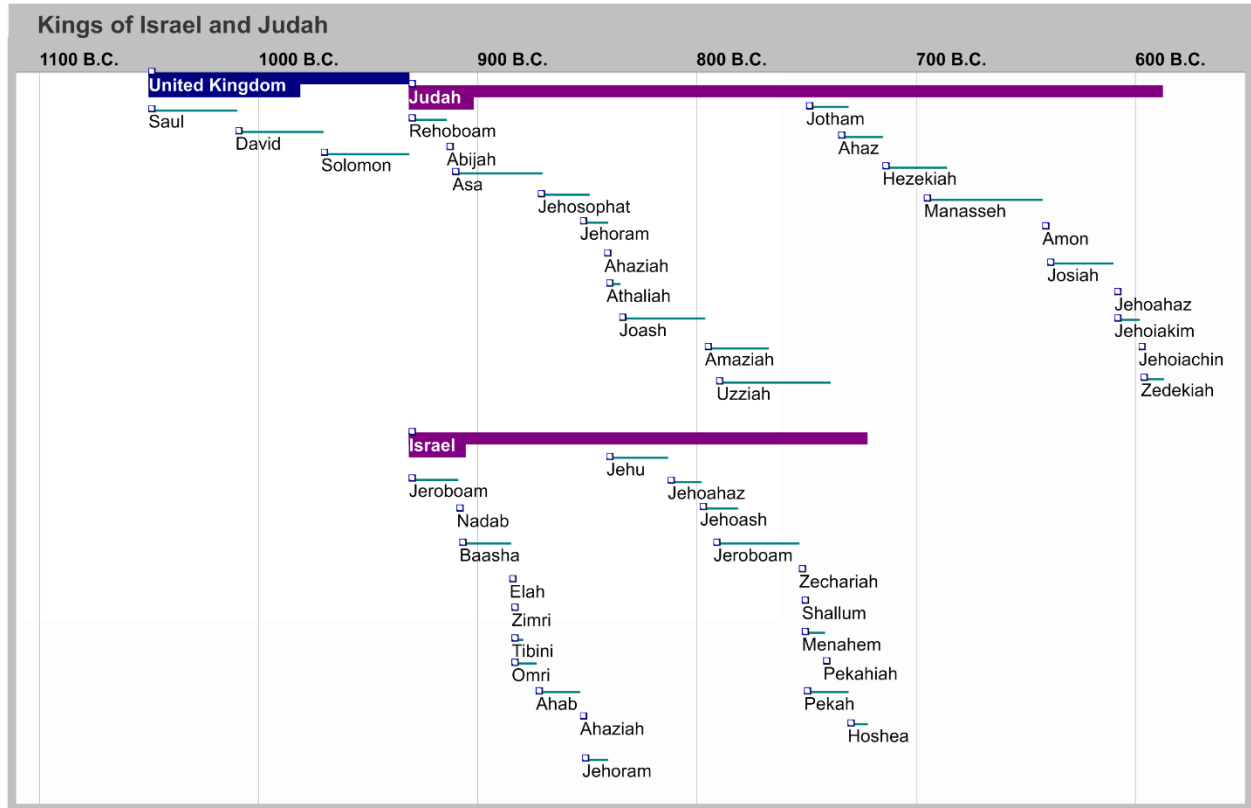 Kings of Israel and Judah
1100 B.C. 1000 B.C. 900 B.C. 800 B.C. 700 B.C. 600 B.C.
United Kingdom
Judah
Saul
David
Solomon
Rehoboam
Abijah
Asa
Jehosophat
Jehoram
Ahaziah
Athaliah
Joash
Amaziah
Uzziah
Jotham
Ahaz
Hezekiah
Manasseh
Amon
Josiah
Jehoahaz
Jehoiakim
Jehoiachin
Zedekiah
Israel
Jeroboam
Nadab
Baasha
Elah
Zimri
Tibini
Omri
Ahab
Ahaziah
Jehoram
Jehu
Jehoahaz
Jehoash
Jeroboam
Zechariah
Shallum
Menahem
Pekahiah
Pekah
Hoshea